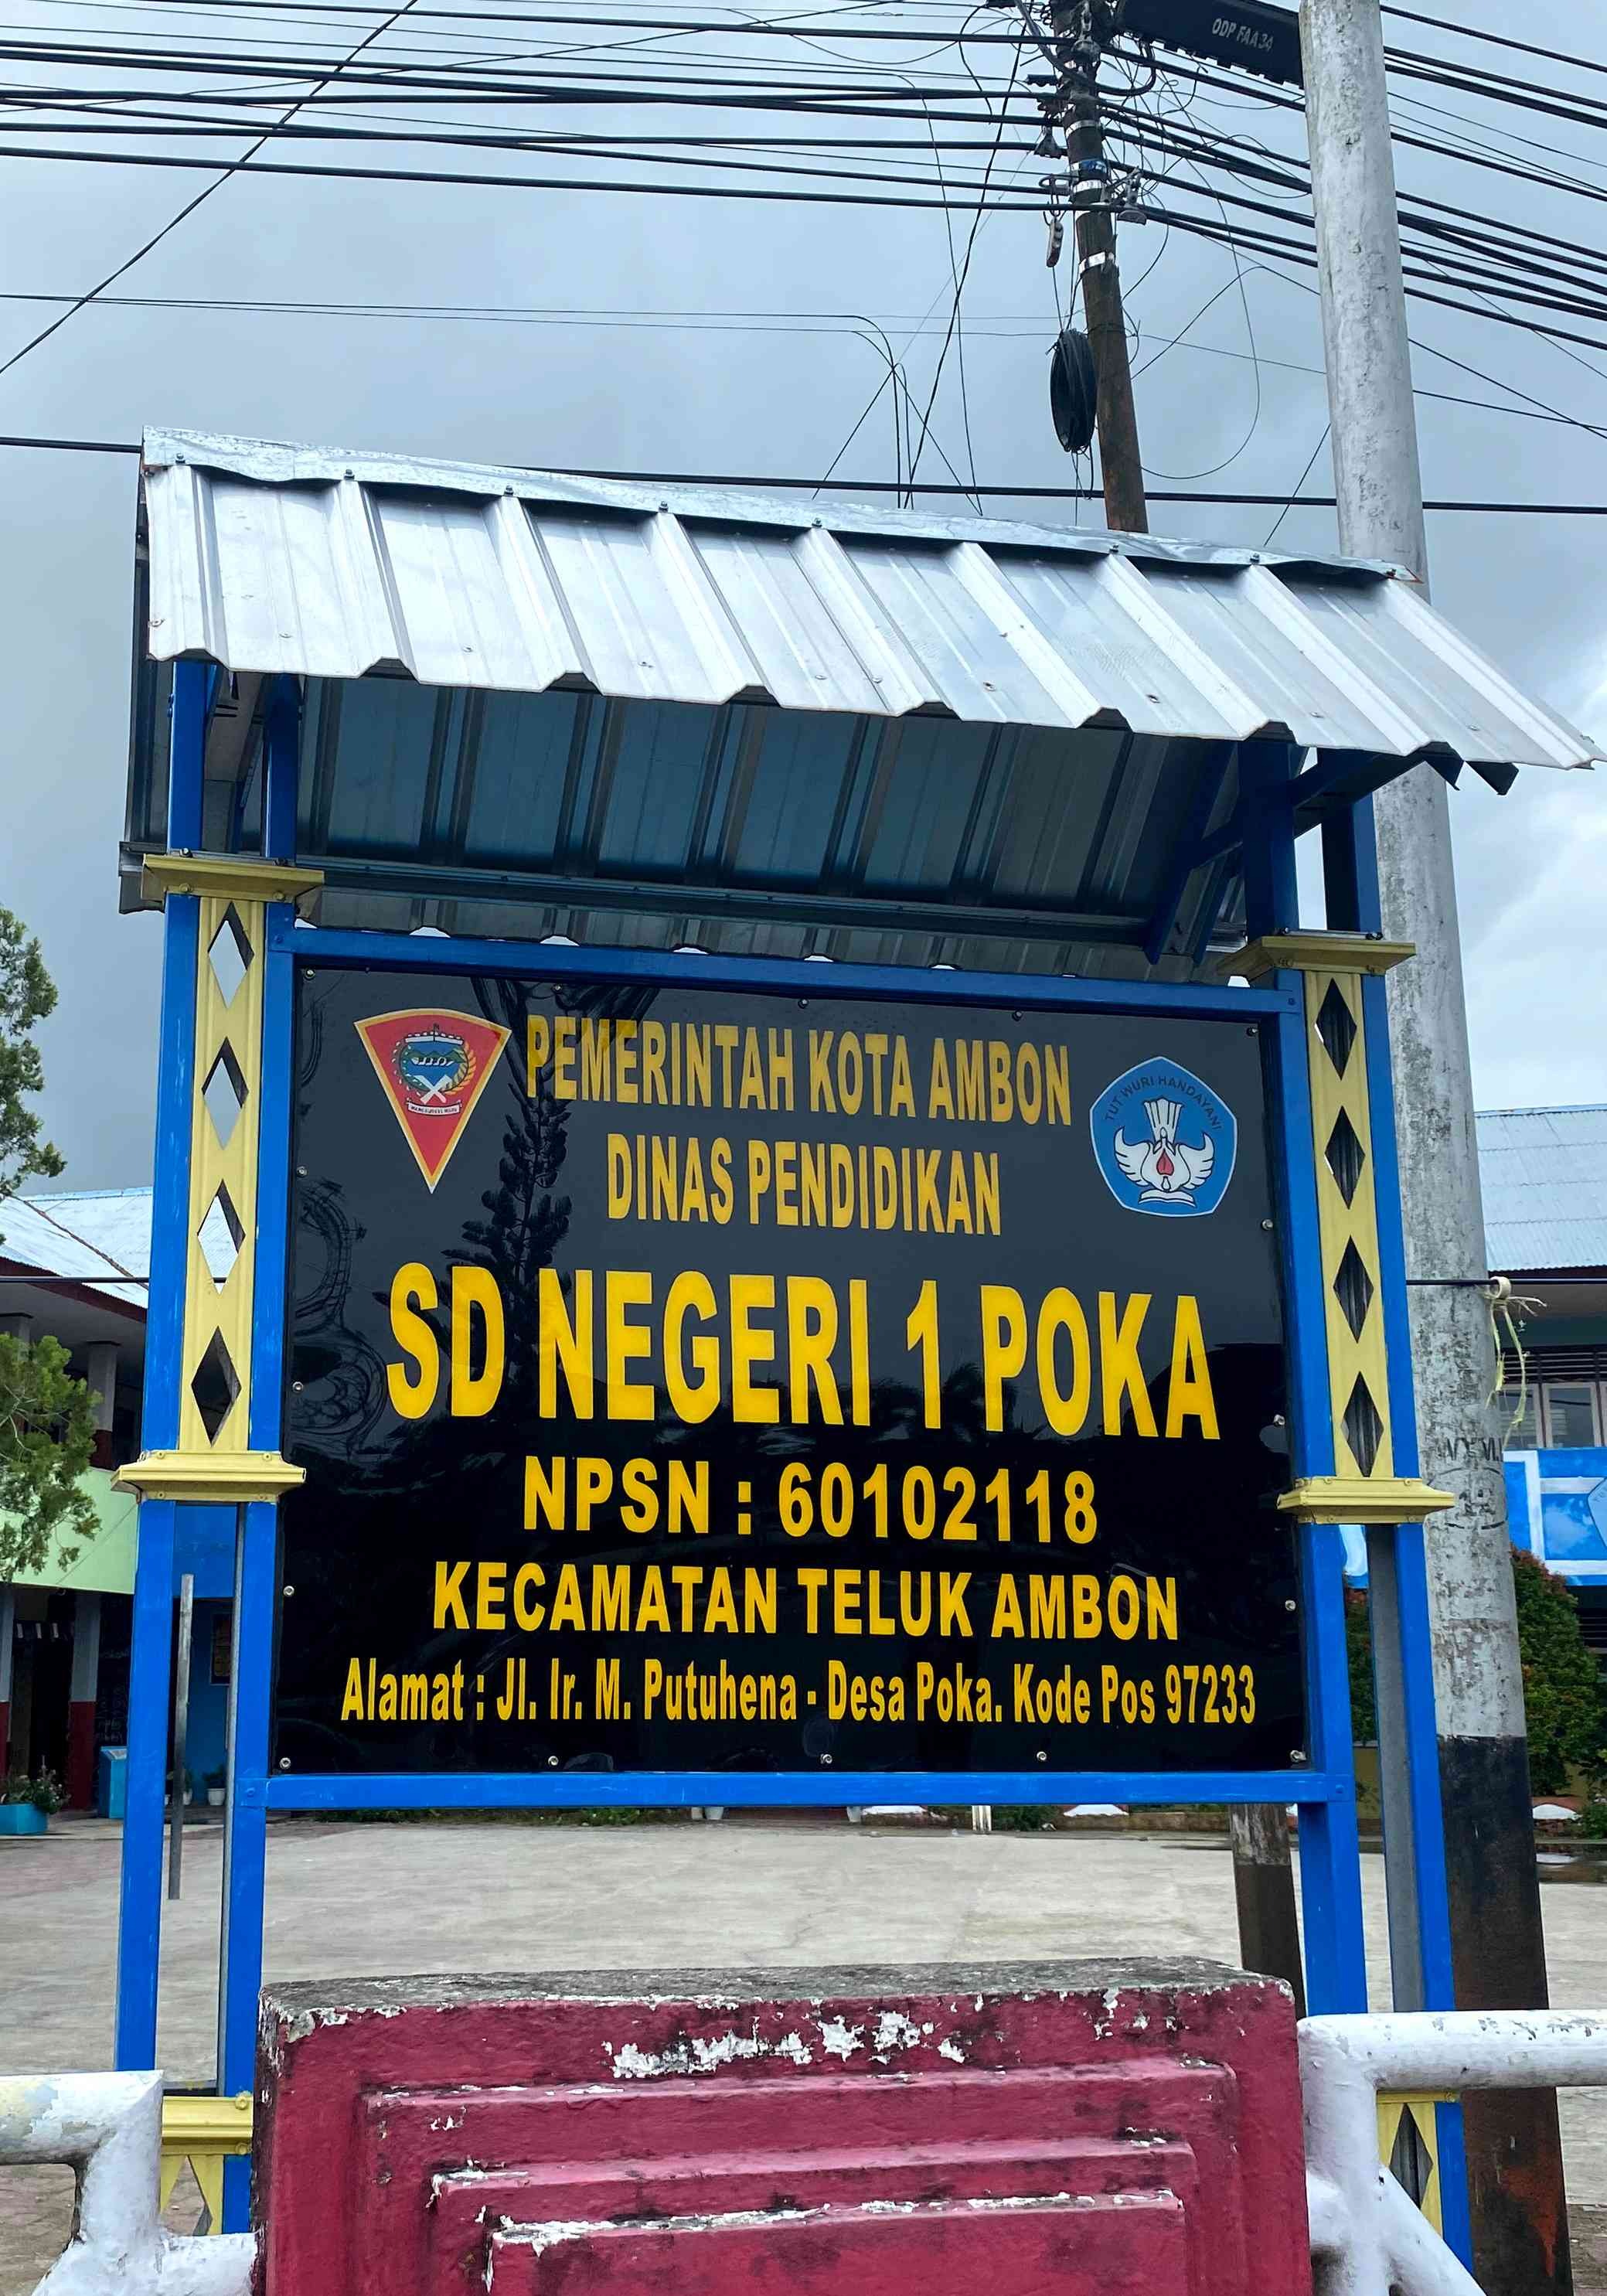 ODP FAA 34
PEMERINTAH KOTA AMBON
DINAS PENDIDIKAN
TUT WURI HANDAYANI
SD NEGERI 1 POKA
NPSN : 60102118
KECAMATAN TELUK AMBON
Alamat : Jl. Ir. M. Putuhena - Desa Poka. Kode Pos 97233